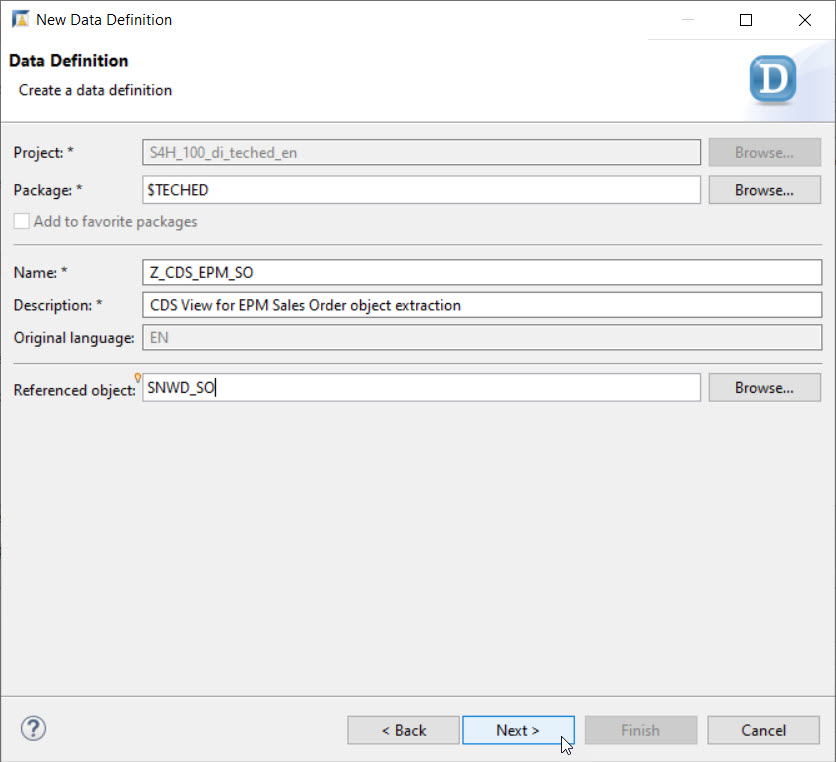 New Data Definition
Data Definition
Create a data definition
D
Project: * S4H_100_di_teched_en Browse...
Package: * $TECHED Browse...
Add to favorite packages
Name: * Z_CDS_EPM_SO
Description: * CDS View for EPM Sales Order object extraction
Original language: EN
Referenced object: SNWD_SO Browse...
? < Back Next > Finish Cancel